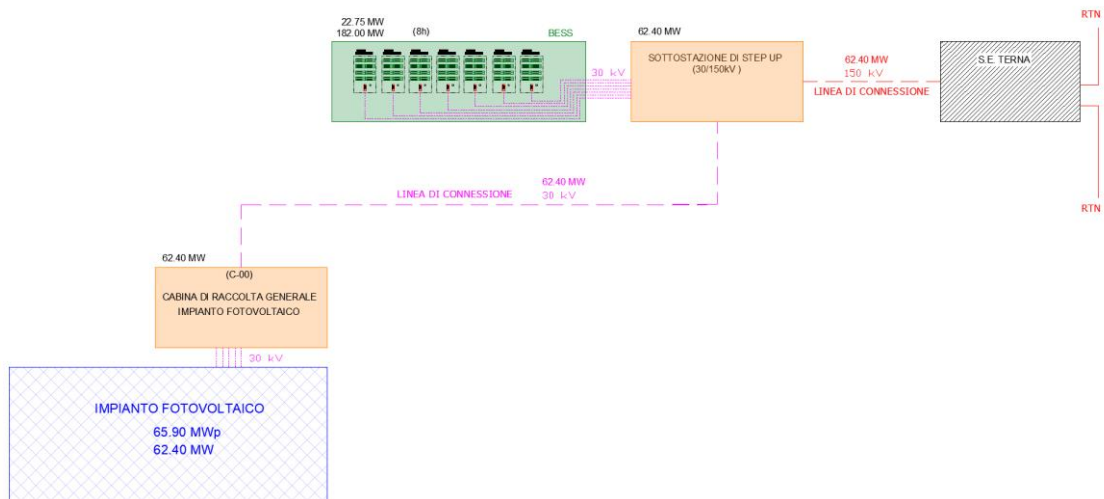 22.75 MW
182.00 MW (8h) BESS
30 kV
62.40 MW
SOTTOSTAZIONE DI STEP UP
(30/150kV )
62.40 MW
150 kV
LINEA DI CONNESSIONE
S.E. TERNA
RTN
RTN
62.40 MW
LINEA DI CONNESSIONE
30 kV
62.40 MW
(C-00)
CABINA DI RACCOLTA GENERALE
IMPIANTO FOTOVOLTAICO
30 kV
IMPIANTO FOTOVOLTAICO
65.90 MWp
62.40 MW